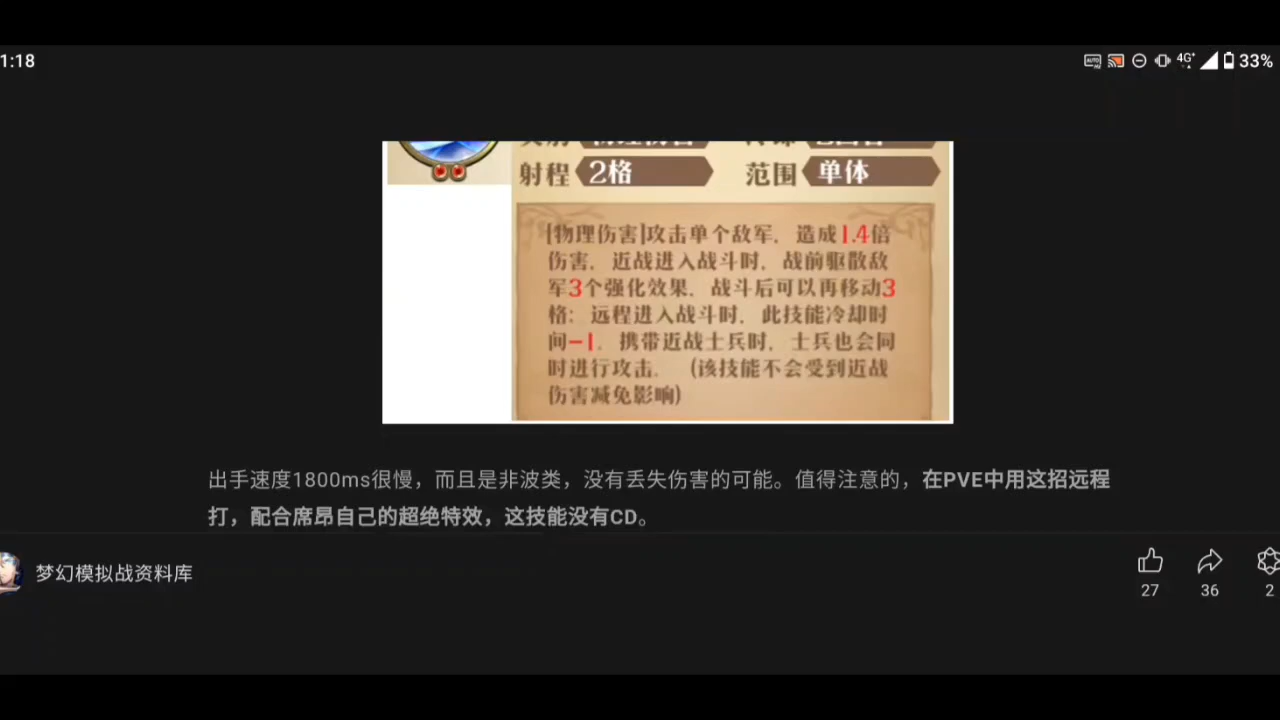 1:18
4G+
33%
射程 2格 范围 单体
[物理伤害]攻击单个敌军，造成1.4倍
伤害，近战进入战斗时，战前驱散敌
军3个强化效果，战斗后可以再移动3
格；远程进入战斗时，此技能冷却时
间-1，携带近战士兵时，士兵也会同
时进行攻击。（该技能不会受到近战
伤害减免影响）
出手速度1800ms很慢，而且是非波类，没有丢失伤害的可能。值得注意的，在PVE中用这招远程
打，配合席昂自己的超绝特效，这技能没有CD。
梦幻模拟战资料库
27 36 2